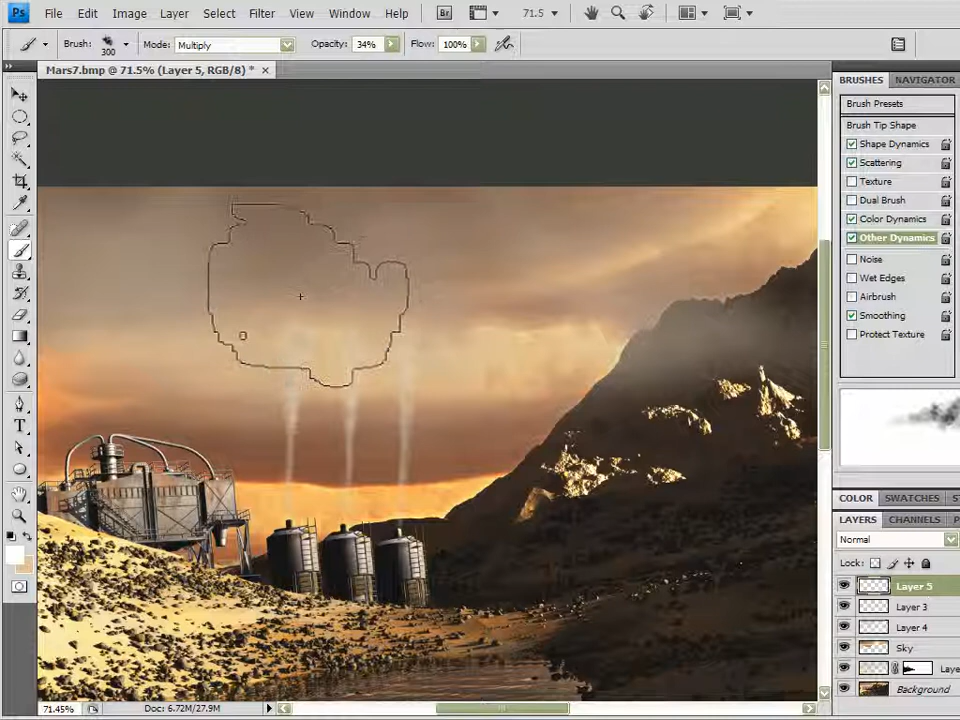 Ps File Edit Image Layer Select Filter View Window Help Br 71.5
Brush: 300 Mode: Multiply Opacity: 34% Flow: 100%
Mars7.bmp @ 71.5% (Layer 5, RGB/8) * ×
BRUSHES NAVIGATOR
Brush Presets
Brush Tip Shape
Shape Dynamics
Scattering
Texture
Dual Brush
Color Dynamics
Other Dynamics
Noise
Wet Edges
Airbrush
Smoothing
Protect Texture
COLOR SWATCHES ST
LAYERS CHANNELS
Normal
Lock:
Layer 5
Layer 3
Layer 4
Sky
Laye
Background
71.45% Doc: 6.72M/27.9M